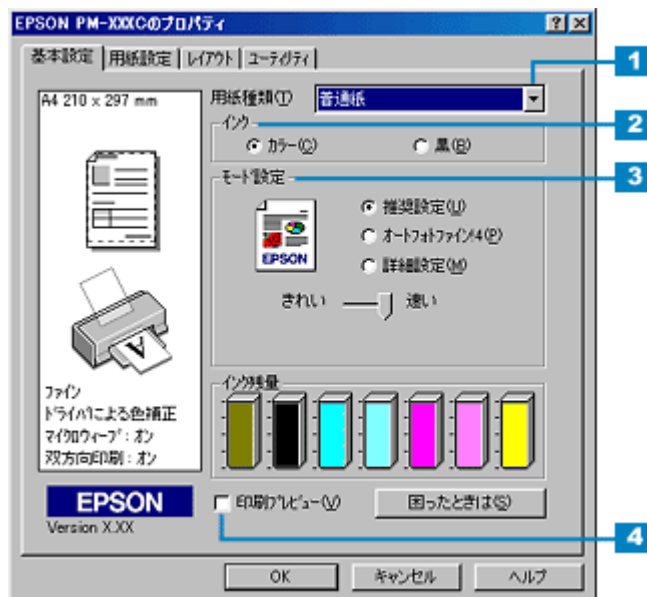 EPSON PM-XXXCのプロパティ
基本設定
用紙設定
レイアウト
ユーティリティ
1
A4 210 x 297 mm
用紙種類(T)
普通紙
インク
2
カラー(C)
黒(B)
モード設定
3
EPSON
推奨設定(U)
オートフォトファイン!4(P)
詳細設定(M)
きれい
速い
A
ファイン
ドライバによる色補正
マイクロウィーブ:オン
双方向印刷:オン
インク残量
EPSON
Version X.XX
印刷プレビュー(V)
困ったときは(S)
4
OK
キャンセル
ヘルプ